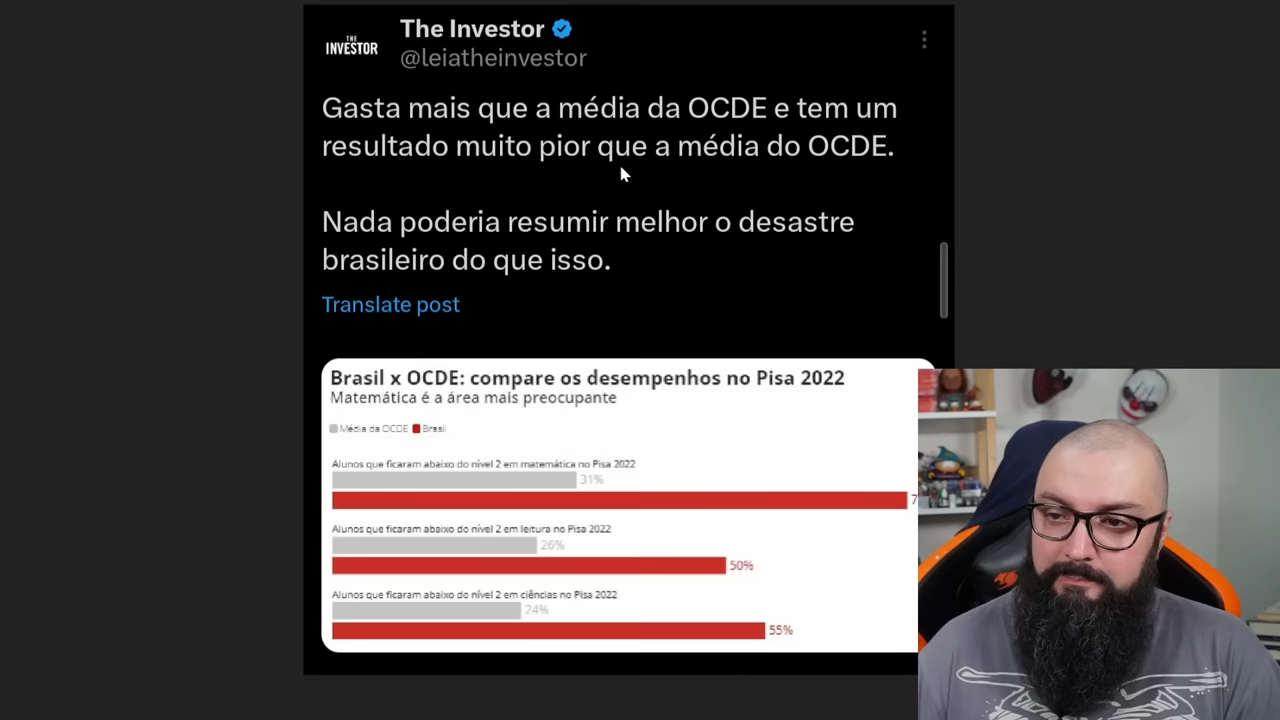 THE
INVESTOR
The Investor
@leiatheinvestor
Gasta mais que a média da OCDE e tem um
resultado muito pior que a média do OCDE.
Nada poderia resumir melhor o desastre
brasileiro do que isso.
Translate post
Brasil x OCDE: compare os desempenhos no Pisa 2022
Matemática é a área mais preocupante
Média da OCDE Brasil
Alunos que ficaram abaixo do nível 2 em matemática no Pisa 2022
31%
7
Alunos que ficaram abaixo do nível 2 em leitura no Pisa 2022
26%
50%
Alunos que ficaram abaixo do nível 2 em ciências no Pisa 2022
24%
55%